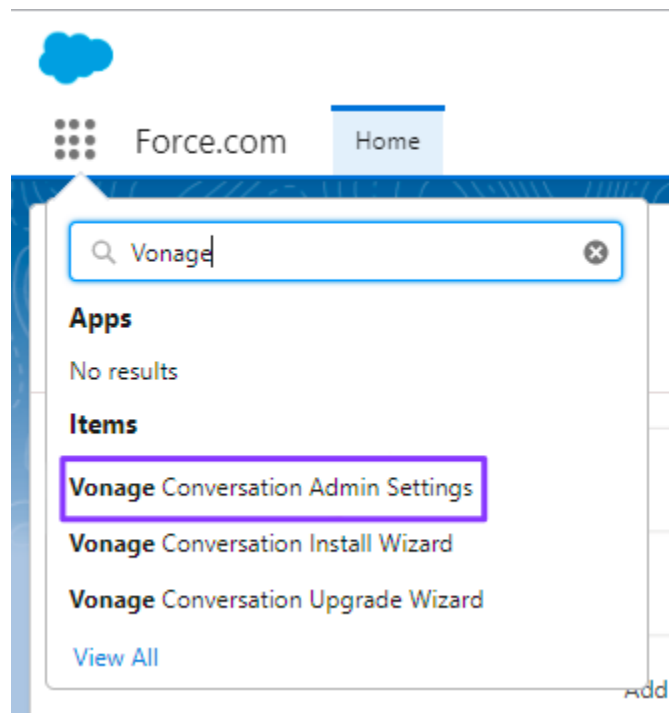 Force.com Home
Vonage
Apps
No results
Items
Vonage Conversation Admin Settings
Vonage Conversation Install Wizard
Vonage Conversation Upgrade Wizard
View All
Add